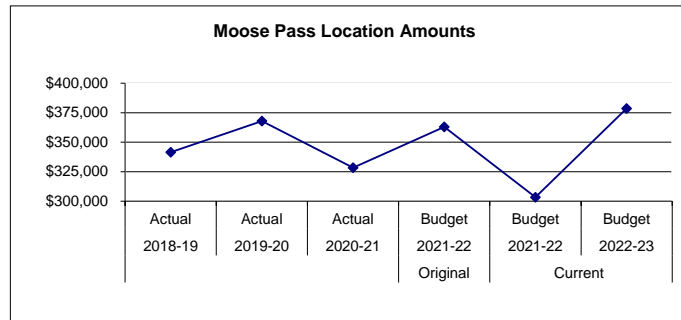 Moose Pass Location Amounts
$400,000
$375,000
$350,000
$325,000
$300,000
Actual Actual Actual Budget Budget Budget
2018-19 2019-20 2020-21 2021-22 2021-22 2022-23
Original Current